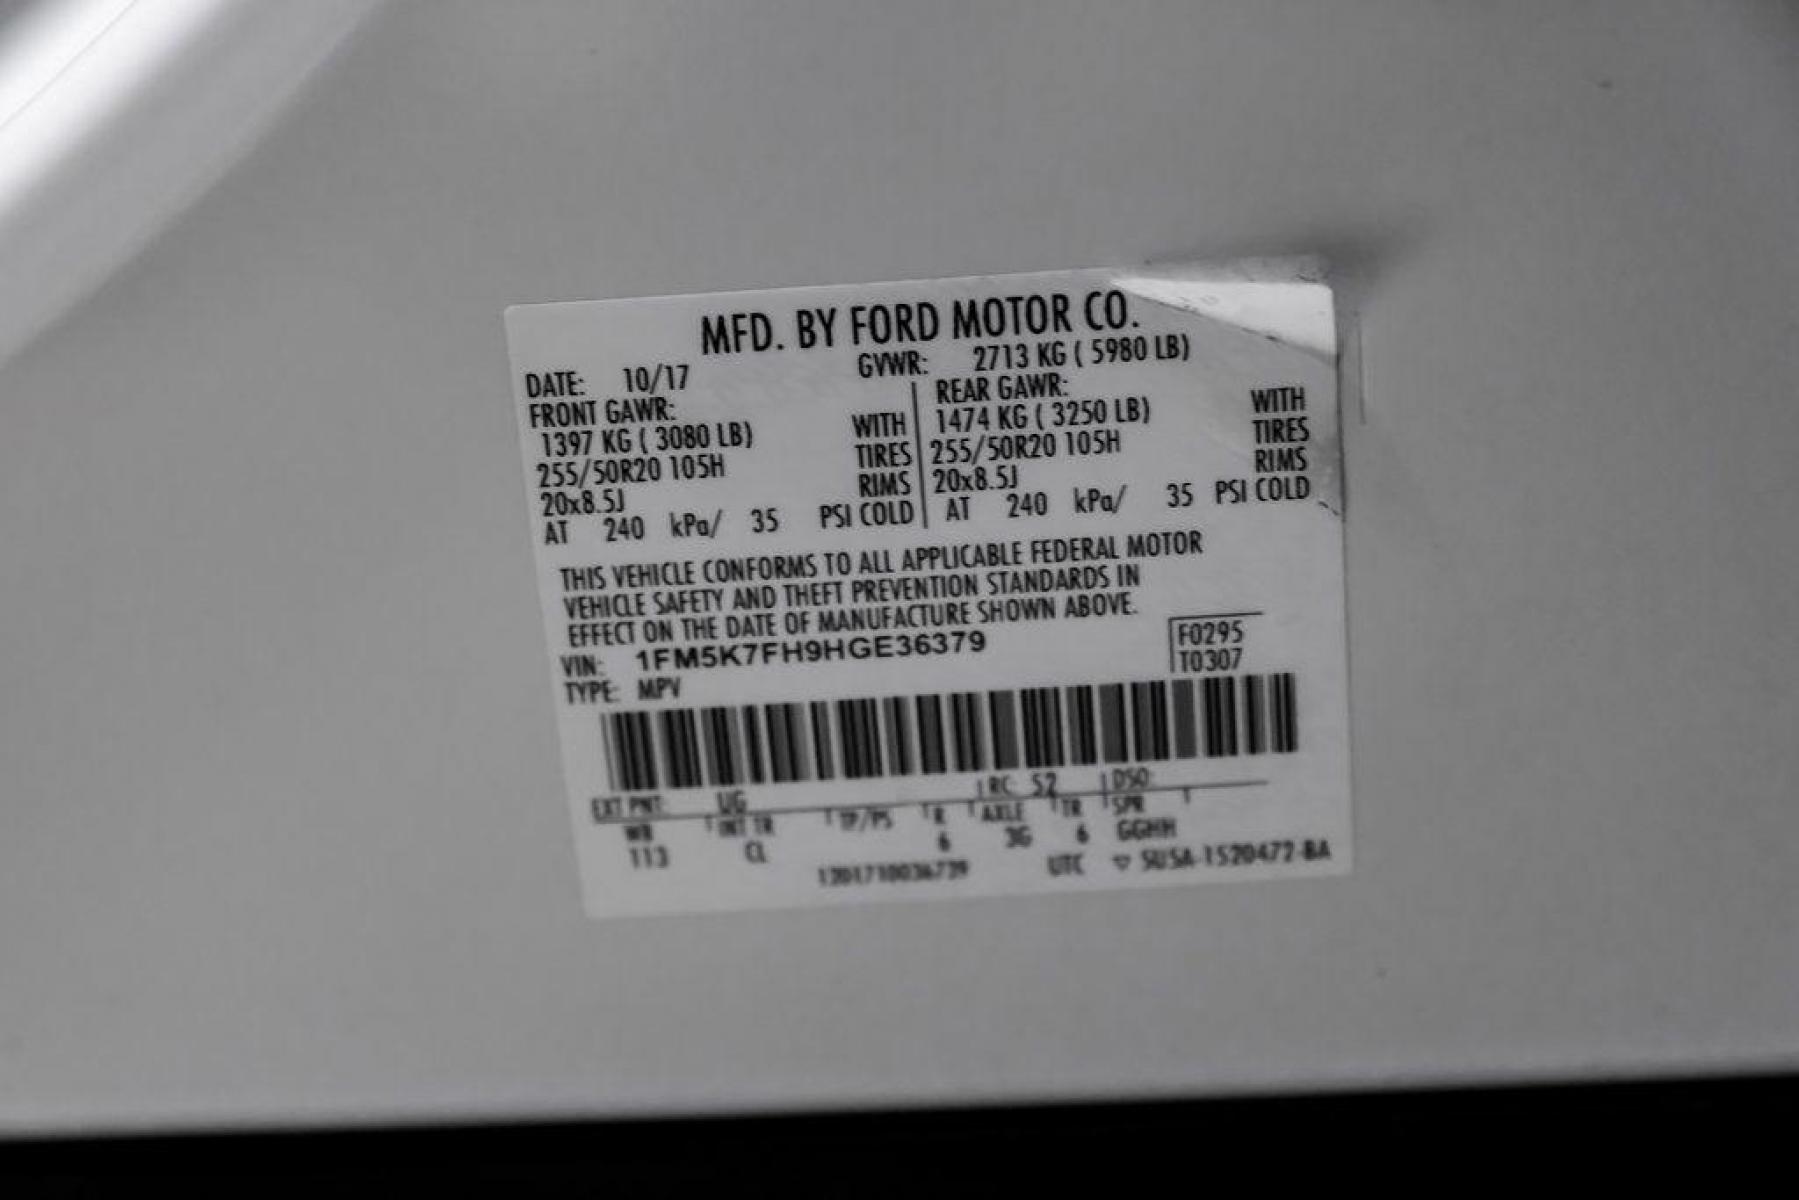 MFD. BY FORD MOTOR CO.
DATE: 10/17 GVWR: 2713 KG ( 5980 LB)
FRONT GAWR: REAR GAWR:
1397 KG ( 3080 LB) WITH 1474 KG ( 3250 LB) WITH
255/50R20 105H TIRES 255/50R20 105H TIRES
20x8.5J RIMS 20x8.5J RIMS
AT 240 kPa/ 35 PSI COLD AT 240 kPa/ 35 PSI COLD
THIS VEHICLE CONFORMS TO ALL APPLICABLE FEDERAL MOTOR
VEHICLE SAFETY AND THEFT PREVENTION STANDARDS IN
EFFECT ON THE DATE OF MANUFACTURE SHOWN ABOVE.
VIN: 1FM5K7FH9HGE36379 F0295
TYPE: MPV T0307
EXT PNT: UG RC: 52 DSO:
WB INT TR TP/PS R AXLE TR SPR
113 CL 6 3G 6 GGHH
UTC 5U5A-1520472-BA